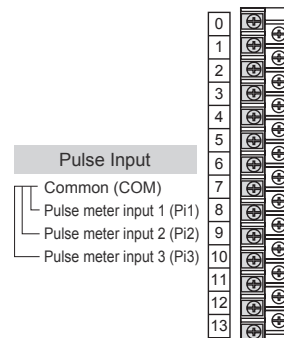 0
1
2
3
4
5
Pulse Input
6
Common (COM)
7
Pulse meter input 1 (Pi1)
8
Pulse meter input 2 (Pi2)
9
Pulse meter input 3 (Pi3)
10
11
12
13